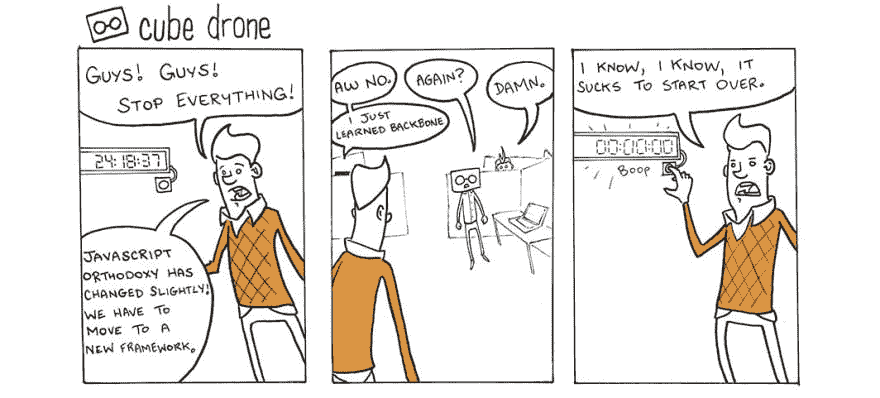 cube drone
GUYS! GUYS!
STOP EVERYTHING!
24:18:37
JAVASCRIPT
ORTHODOXY HAS
CHANGED SLIGHTLY!
WE HAVE TO
MOVE TO A
NEW FRAMEWORK.
AW NO.
I JUST
LEARNED BACKBONE
AGAIN?
DAMN.
I KNOW, I KNOW, IT
SUCKS TO START OVER.
00:00:00
BOOP